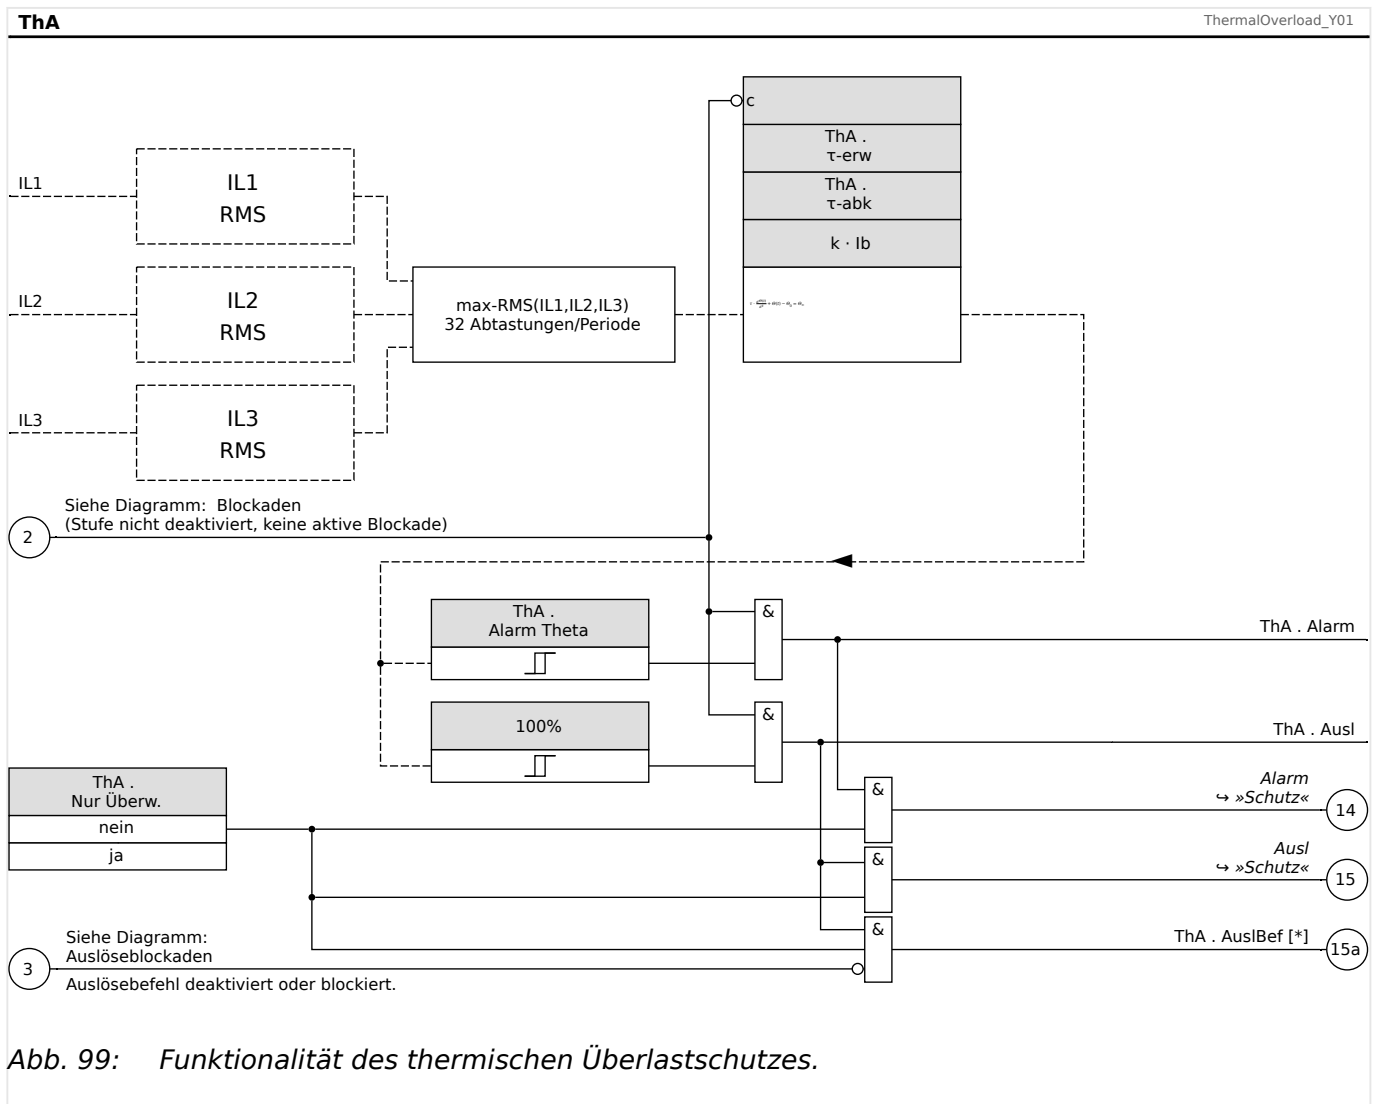 ThA
ThermalOverload_Y01
c
ThA .
τ-erw
ThA .
τ-abk
k · Ib
IL1
IL1
RMS
IL2
IL2
RMS
IL3
IL3
RMS
max-RMS(IL1,IL2,IL3)
32 Abtastungen/Periode
Siehe Diagramm:  Blockaden
(Stufe nicht deaktiviert, keine aktive Blockade)
2
ThA .
Alarm Theta
&
ThA . Alarm
100%
&
ThA . Ausl
ThA .
Nur Überw.
nein
ja
&
Alarm
↪ »Schutz«
14
&
Ausl
↪ »Schutz«
15
&
ThA . AuslBef [*]
15a
Siehe Diagramm:
Auslöseblockaden
3
Auslösebefehl deaktiviert oder blockiert.
Abb. 99: Funktionalität des thermischen Überlastschutzes.